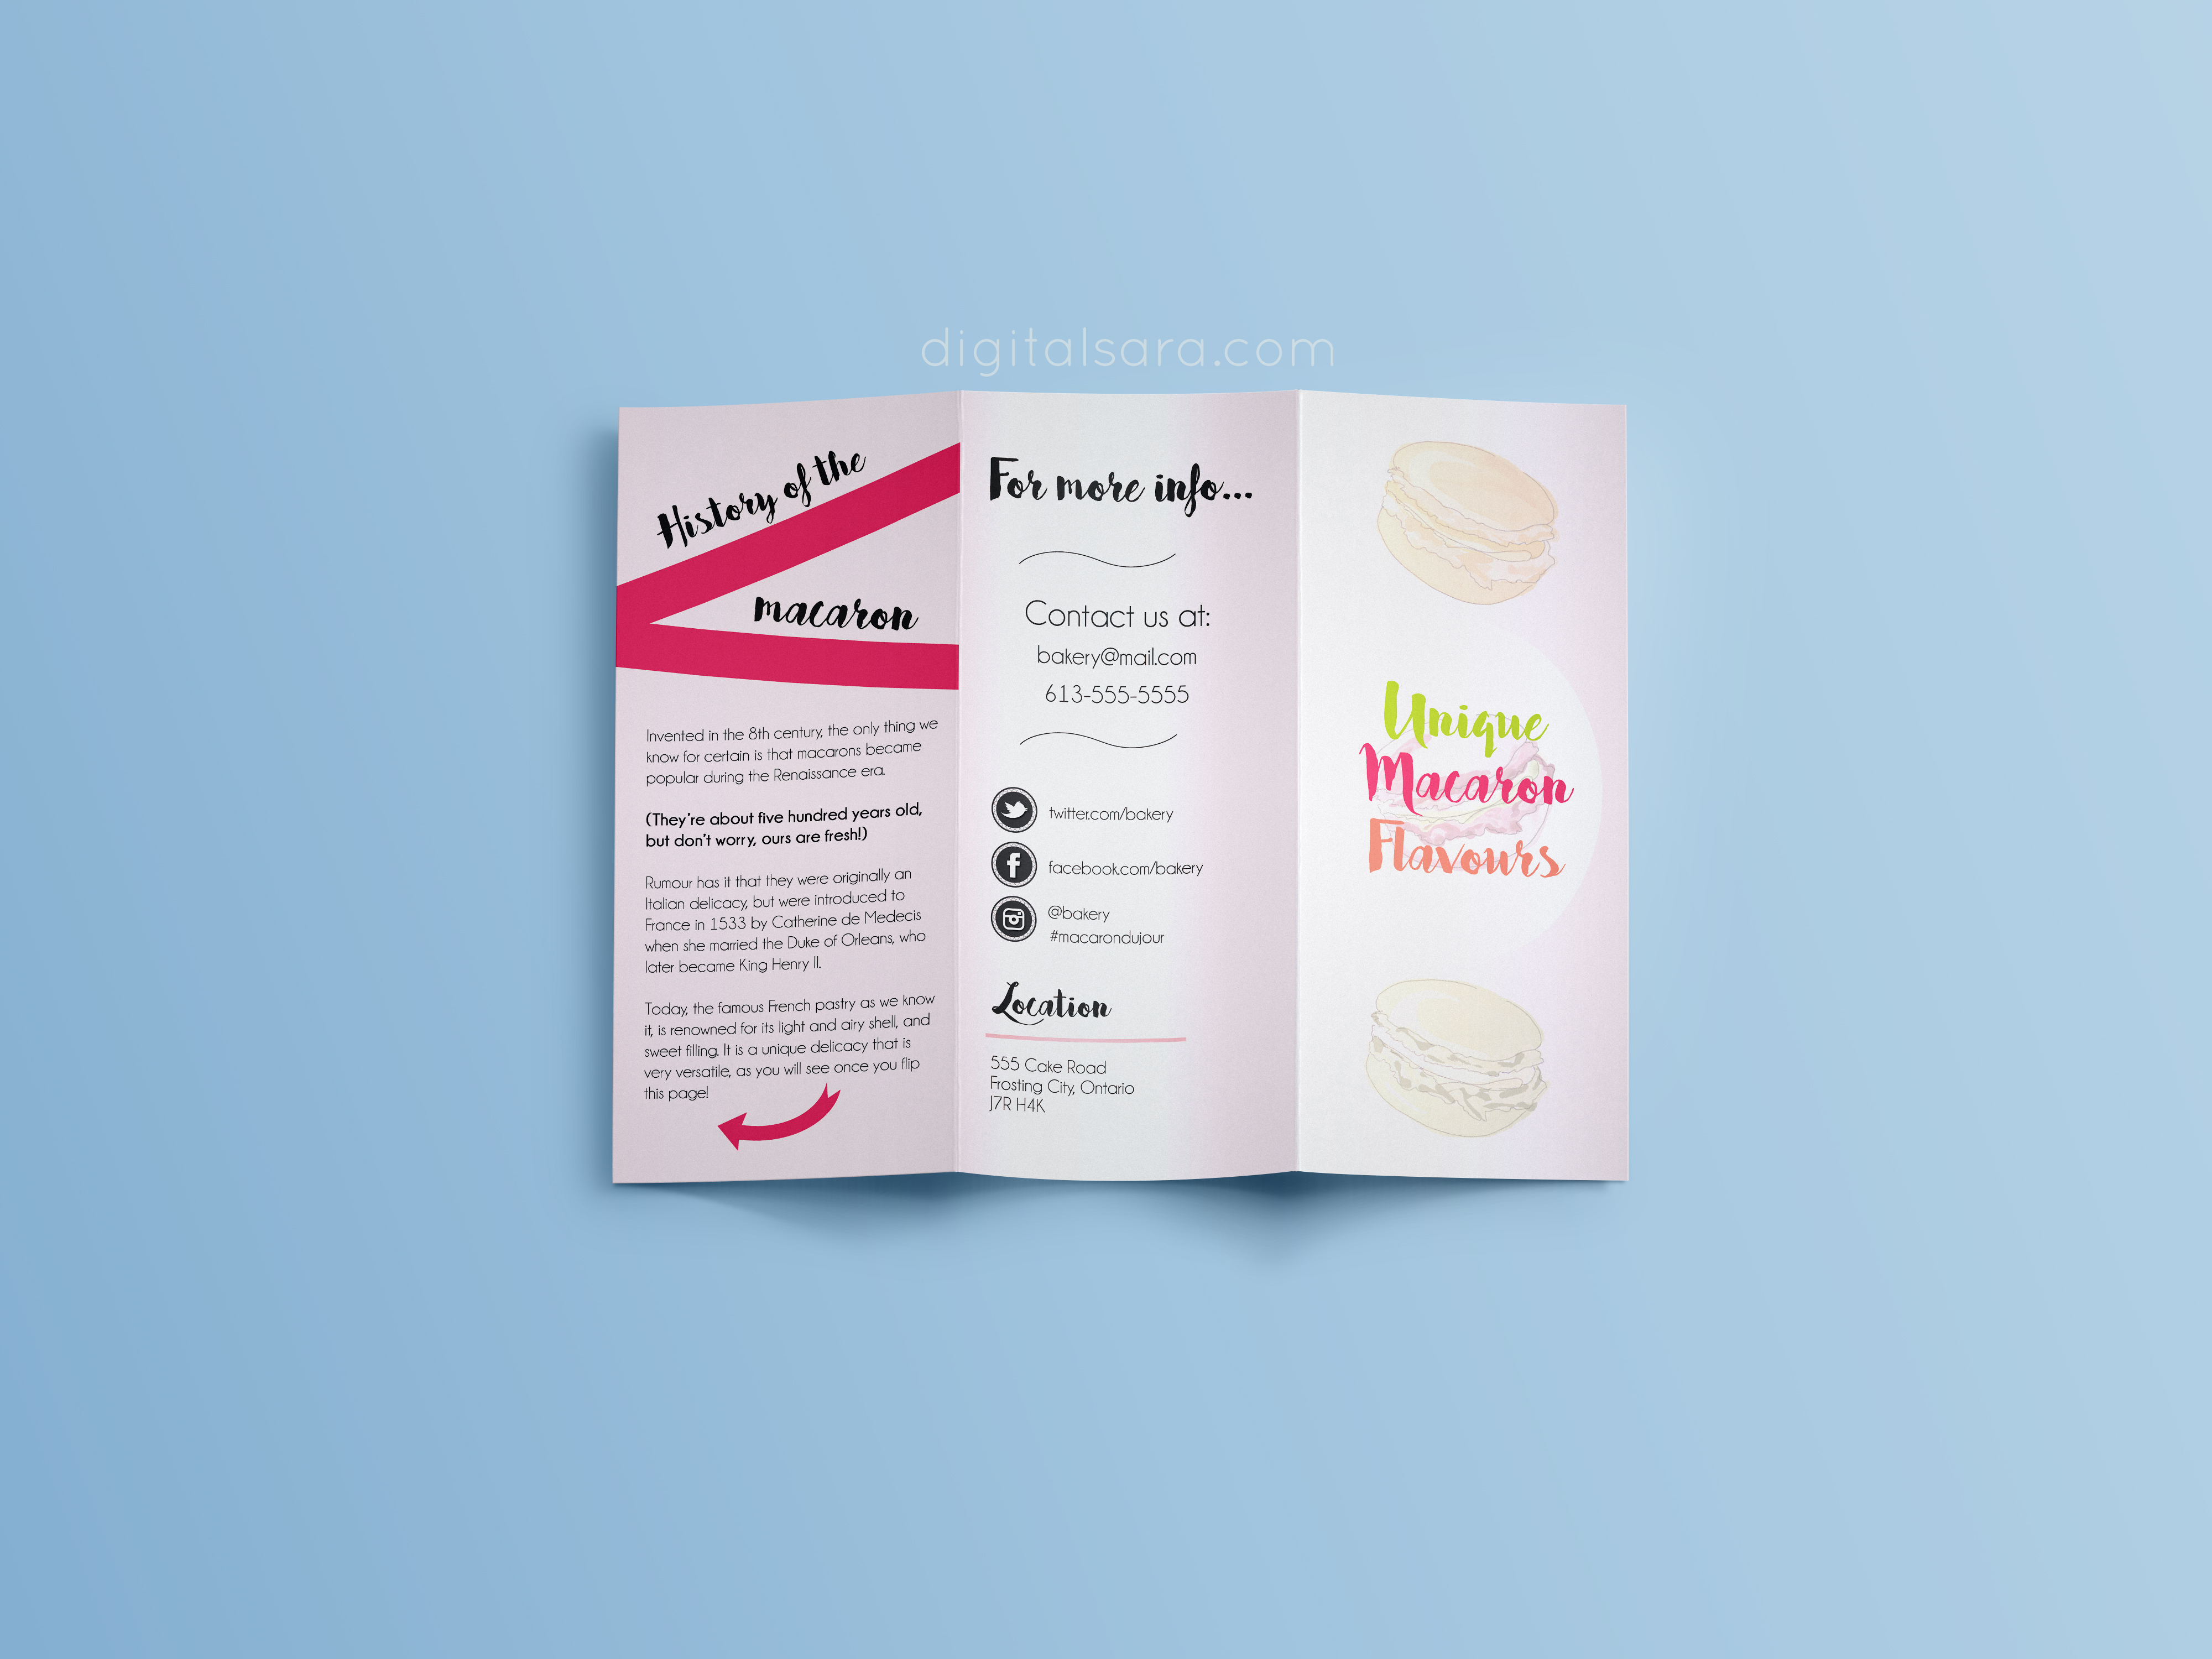 digitalsara.com
History of the
macaron
Invented in the 8th century, the only thing we
know for certain is that macarons became
popular during the Renaissance era.
(They're about five hundred years old,
but don't worry, ours are fresh!)
Rumour has it that they were originally an
Italian delicacy, but were introduced to
France in 1533 by Catherine de Medecis
when she married the Duke of Orleans, who
later became King Henry II.
Today, the famous French pastry as we know
it, is renowned for its light and airy shell, and
sweet filling. It is a unique delicacy that is
very versatile, as you will see once you flip
this page!
For more info...
Contact us at:
bakery@mail.com
613-555-5555
twitter.com/bakery
facebook.com/bakery
@bakery
#macarondujour
Location
555 Cake Road
Frosting City, Ontario
J7R H4K
Unique
Macaron
Flavours